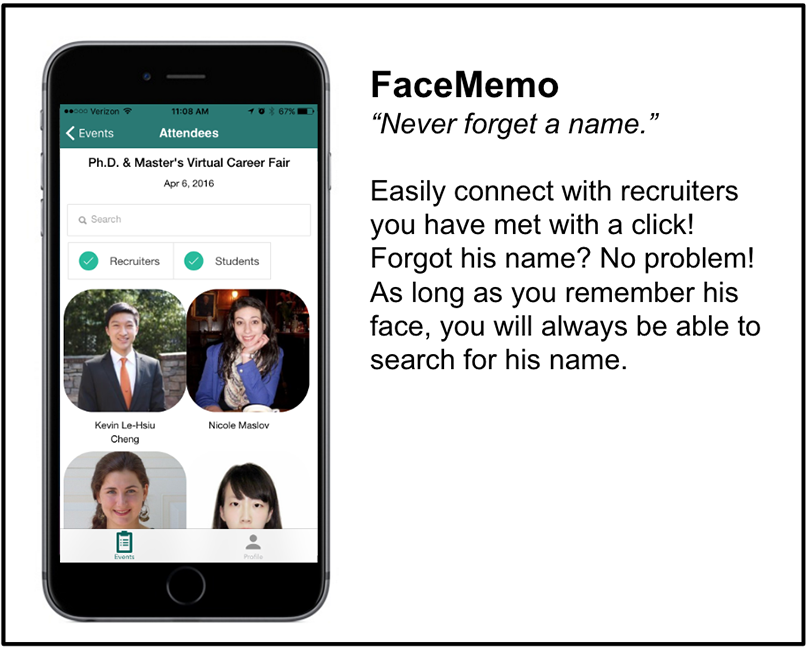 ●●○○○ Verizon 11:08 AM 67%
Events Attendees
Ph.D. & Master's Virtual Career Fair
Apr 6, 2016
Search
Recruiters Students
Kevin Le-Hsiu
Cheng
Nicole Maslov
Events Profile
FaceMemo
“Never forget a name.”
Easily connect with recruiters
you have met with a click!
Forgot his name? No problem!
As long as you remember his
face, you will always be able to
search for his name.